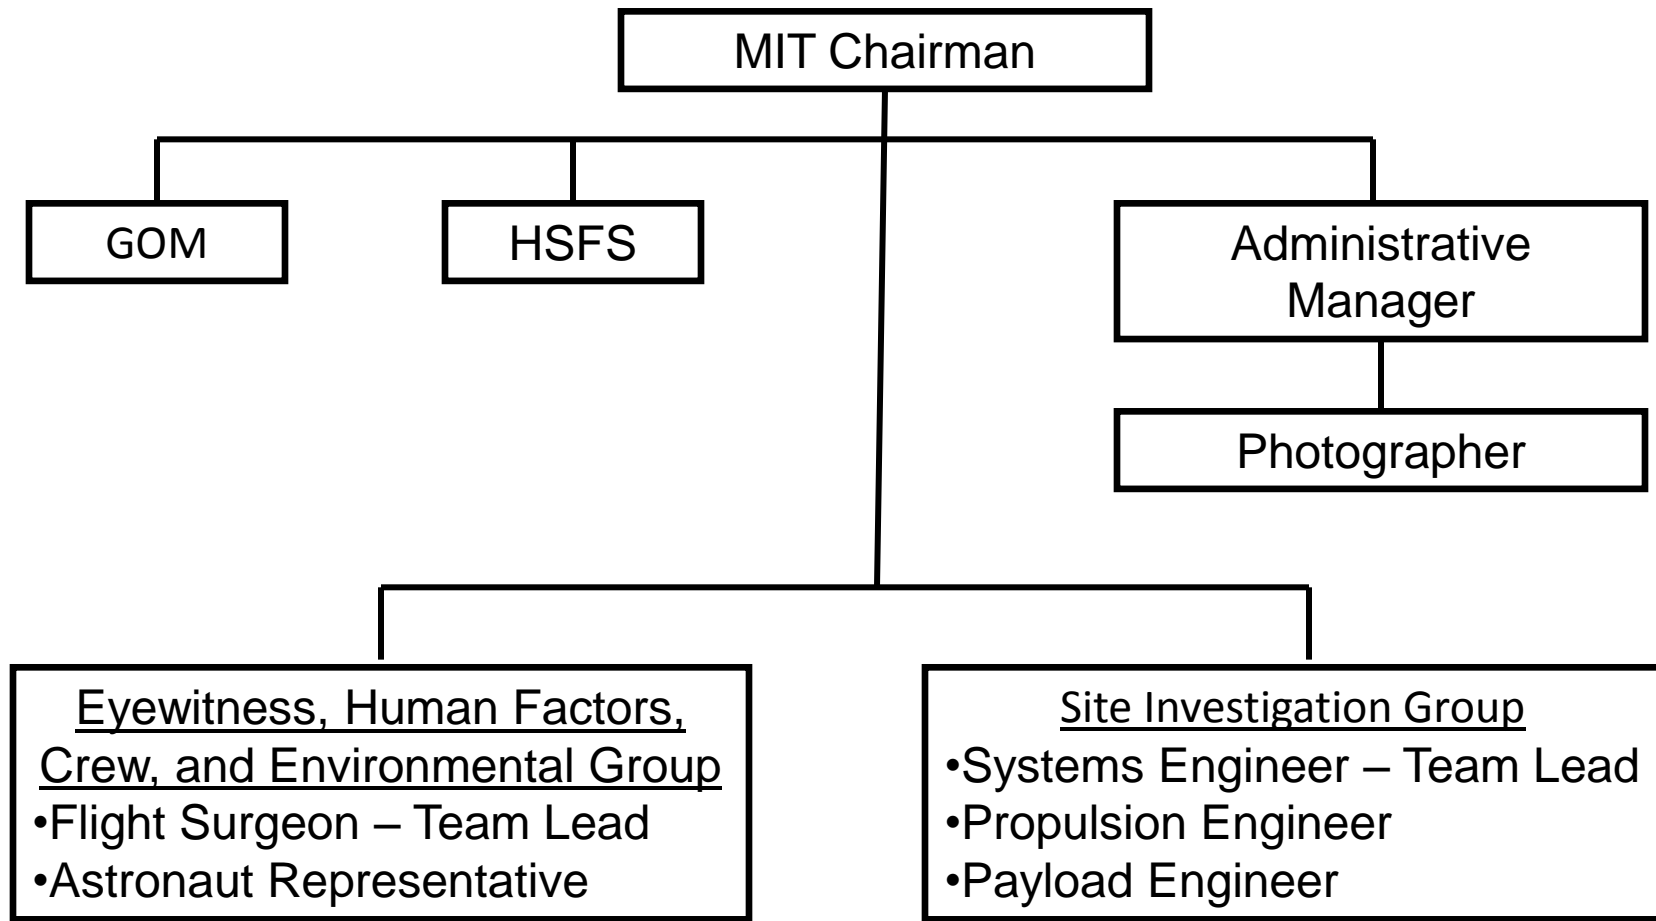 MIT Chairman
GOM
HSFS
Administrative
Manager
Photographer
Eyewitness, Human Factors,
Crew, and Environmental Group
•Flight Surgeon – Team Lead
•Astronaut Representative
Site Investigation Group
•Systems Engineer – Team Lead
•Propulsion Engineer
•Payload Engineer